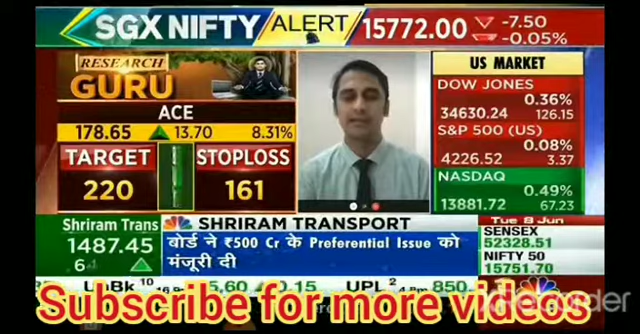 SGX NIFTY
ALERT
15772.00
-7.50
-0.05%
RESEARCH
GURU
ACE
178.65 13.70 8.31%
TARGET
220
STOPLOSS
161
US MARKET
DOW JONES
0.36%
34630.24 126.15
S&P 500 (US)
0.08%
4226.52 3.37
NASDAQ
0.49%
13881.72 67.23
Shriram Trans
1487.45
6
SHRIRAM TRANSPORT
बोर्ड ने ₹500 Cr के Preferential Issue को
मंजूरी दी
Tue 8 Jun
SENSEX
52328.51
NIFTY 50
15751.70
UPL
Subscribe for more videos